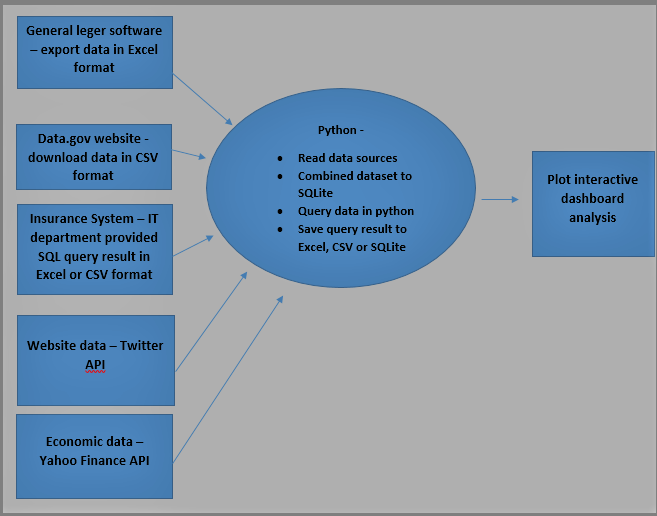 General leger software
– export data in Excel
format
Data.gov website -
download data in CSV
format
Insurance System – IT
department provided
SQL query result in
Excel or CSV format
Website data – Twitter
API
Economic data –
Yahoo Finance API
Python -
• Read data sources
• Combined dataset to
SQLite
• Query data in python
• Save query result to
Excel, CSV or SQLite
Plot interactive
dashboard
analysis